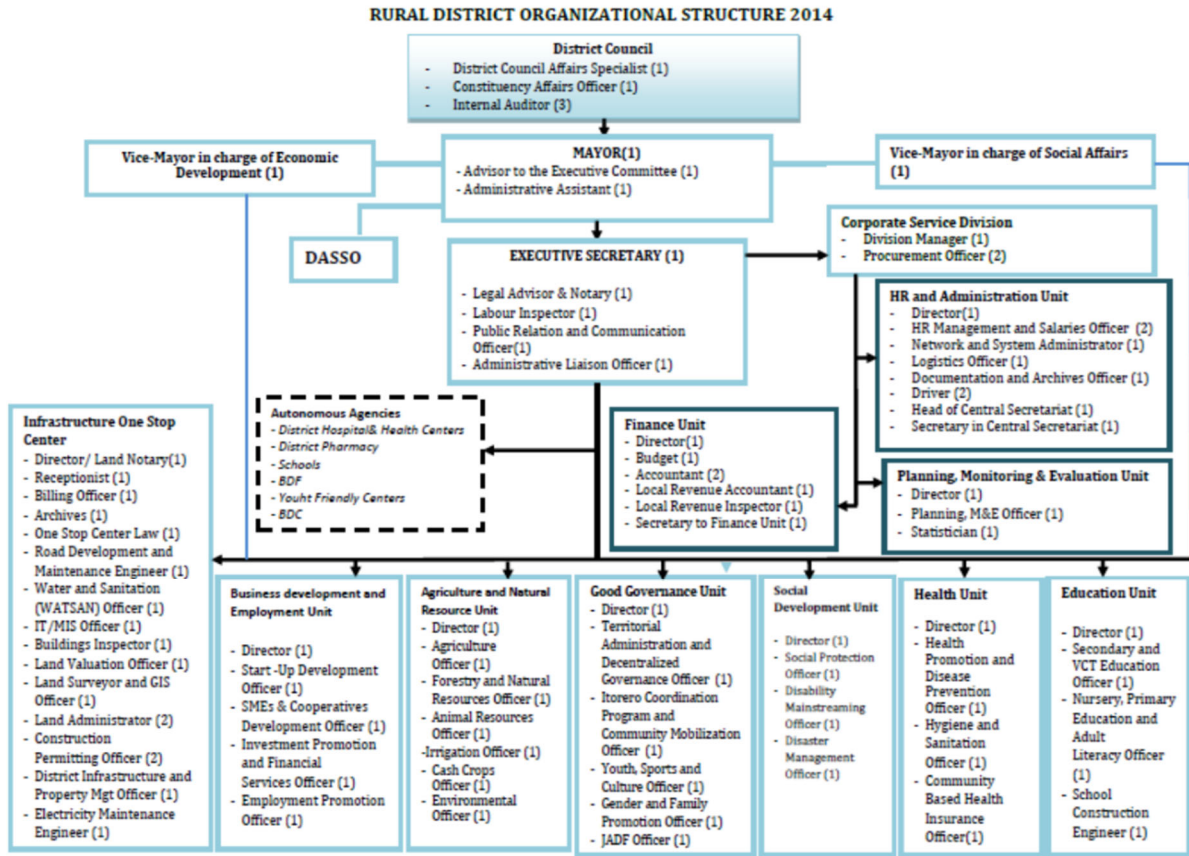 RURAL DISTRICT ORGANIZATIONAL STRUCTURE 2014
District Council
- District Council Affairs Specialist (1)
- Constituency Affairs Officer (1)
- Internal Auditor (3)
Vice-Mayor in charge of Economic
Development (1)
MAYOR(1)
- Advisor to the Executive Committee (1)
- Administrative Assistant (1)
Vice-Mayor in charge of Social Affairs
(1)
DASSO
EXECUTIVE SECRETARY (1)
- Legal Advisor & Notary (1)
- Labour Inspector (1)
- Public Relation and Communication
Officer(1)
- Administrative Liaison Officer (1)
Corporate Service Division
- Division Manager (1)
- Procurement Officer (2)
HR and Administration Unit
- Director(1)
- HR Management and Salaries Officer (2)
- Network and System Administrator (1)
- Logistics Officer (1)
- Documentation and Archives Officer (1)
- Driver (2)
- Head of Central Secretariat (1)
- Secretary in Central Secretariat (1)
Autonomous Agencies
- District Hospital& Health Centers
- District Pharmacy
- Schools
- BDF
- Youht Friendly Centers
- BDC
Finance Unit
- Director(1)
- Budget (1)
- Accountant (2)
- Local Revenue Accountant (1)
- Local Revenue Inspector (1)
- Secretary to Finance Unit (1)
Planning, Monitoring & Evaluation Unit
- Director (1)
- Planning, M&E Officer (1)
- Statistician (1)
Infrastructure One Stop
Center
- Director/ Land Notary(1)
- Receptionist (1)
- Billing Officer (1)
- Archives (1)
- One Stop Center Law (1)
- Road Development and
Maintenance Engineer (1)
- Water and Sanitation
(WATSAN) Officer (1)
- IT/MIS Officer (1)
- Buildings Inspector (1)
- Land Valuation Officer (1)
- Land Surveyor and GIS
Officer (1)
- Land Administrator (2)
- Construction
Permitting Officer (2)
- District Infrastructure and
Property Mgt Officer (1)
- Electricity Maintenance
Engineer (1)
Business development and
Employment Unit
- Director (1)
- Start -Up Development
Officer (1)
- SMEs & Cooperatives
Development Officer (1)
- Investment Promotion
and Financial
Services Officer (1)
- Employment Promotion
Officer (1)
Agriculture and Natural
Resource Unit
- Director (1)
- Agriculture
Officer (1)
- Forestry and Natural
Resources Officer (1)
- Animal Resources
Officer (1)
-Irrigation Officer (1)
- Cash Crops
Officer (1)
- Environmental
Officer (1)
Good Governance Unit
- Director (1)
- Territorial
Administration and
Decentralized
Governance Officer (1)
- Itorero Coordination
Program and
Community Mobilization
Officer (1)
- Youth, Sports and
Culture Officer (1)
- Gender and Family
Promotion Officer (1)
- JADF Officer (1)
Social
Development Unit
- Director (1)
- Social Protection
Officer (1)
- Disability
Mainstreaming
Officer (1)
- Disaster
Management
Officer (1)
Health Unit
- Director (1)
- Health
Promotion and
Disease
Prevention
Officer (1)
- Hygiene and
Sanitation
Officer (1)
- Community
Based Health
Insurance
Officer(1)
Education Unit
- Director (1)
- Secondary and
VCT Education
Officer (1)
- Nursery, Primary
Education and
Adult
Literacy Officer
(1)
- School
Construction
Engineer (1)